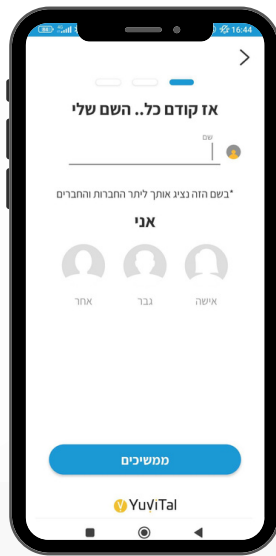 16:44
אז קודם כל.. השם שלי
שם
*בשם הזה נציג אותך ליתר החברות והחברים
אני
אישה גבר אחר
ממשיכים
YuViTal